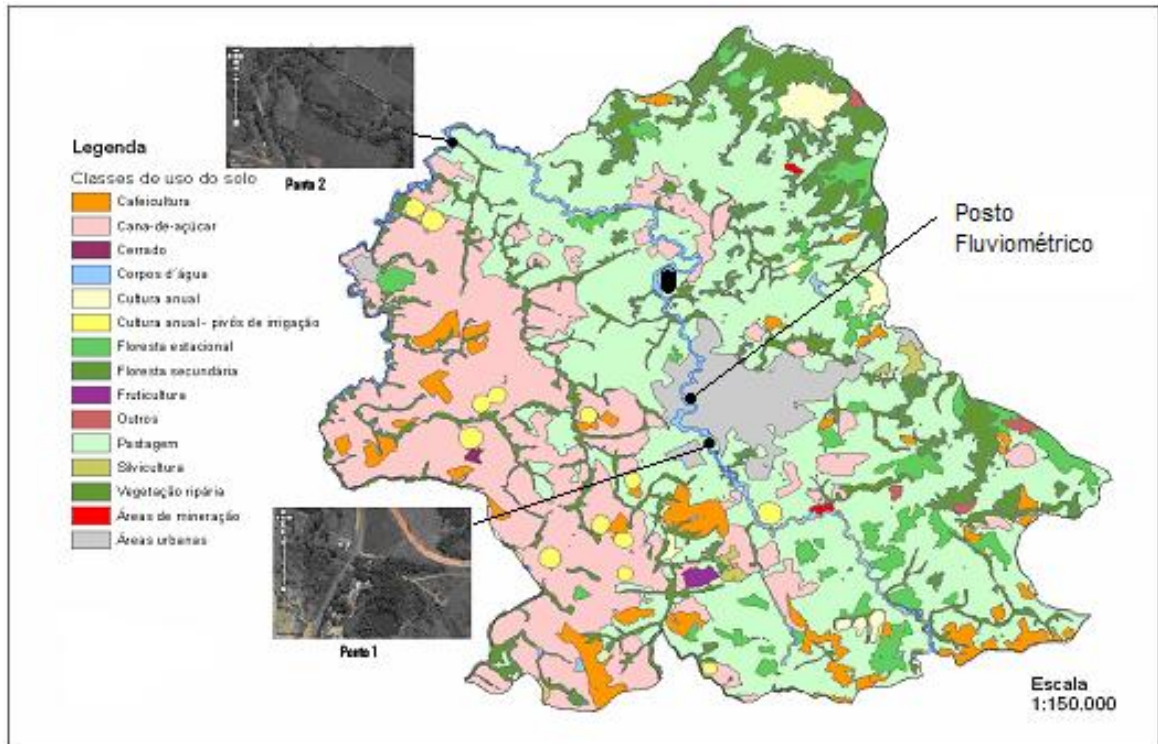 Legenda
Classes de uso do solo
Cafeicultura
Cana-de-açúcar
Cerrado
Corpos d´água
Cultura anual
Cultura anual - pivôs de irrigação
Floresta estacional
Floresta secundária
Fruticultura
Outros
Pastagem
Silvicultura
Vegetação ripária
Áreas de mineração
Áreas urbanas
Ponto 2
Posto
Fluviométrico
Ponto 1
Escala
1:150.000